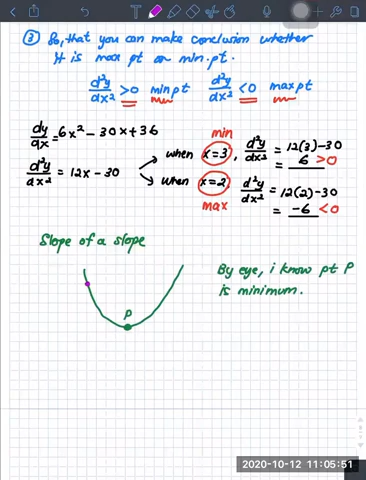 ③ So, that you can make conclusion whether
it is max pt or min.pt.
d²y/dx² >0 min pt d²y/dx² <0 max pt
dy/dx = 6x² - 30x + 36
min
when x=3, d²y/dx² = 12(3)-30
= 6 >0
d²y/dx² = 12x - 30
when x=2, d²y/dx² = 12(2)-30
max
= -6 <0
Slope of a slope
By eye, i know pt P
is minimum.
P
2020-10-12 11:05:51